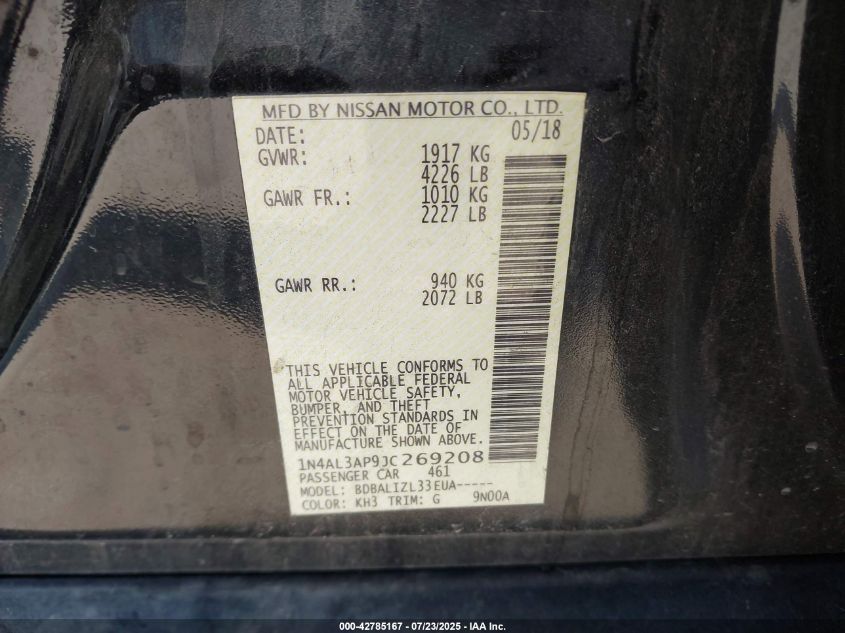 MFD BY NISSAN MOTOR CO., LTD.
DATE: 05/18
GVWR: 1917 KG
4226 LB
GAWR FR.: 1010 KG
2227 LB
GAWR RR.: 940 KG
2072 LB
THIS VEHICLE CONFORMS TO
ALL APPLICABLE FEDERAL
MOTOR VEHICLE SAFETY,
BUMPER, AND THEFT
PREVENTION STANDARDS IN
EFFECT ON THE DATE OF
MANUFACTURE SHOWN ABOVE.
1N4AL3AP9JC269208
PASSENGER CAR 461
MODEL: BDBALIZL33EUA-----
COLOR: KH3 TRIM: G 9N00A
000-42785167 - 07/23/2025 - IAA Inc.